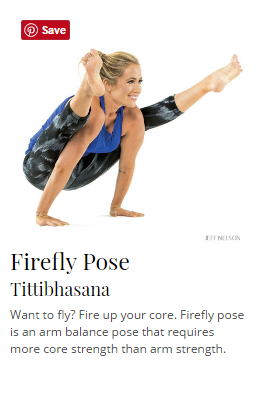 Save
JEFF NELSON
Firefly Pose
Tittibhasana
Want to fly? Fire up your core. Firefly pose
is an arm balance pose that requires
more core strength than arm strength.